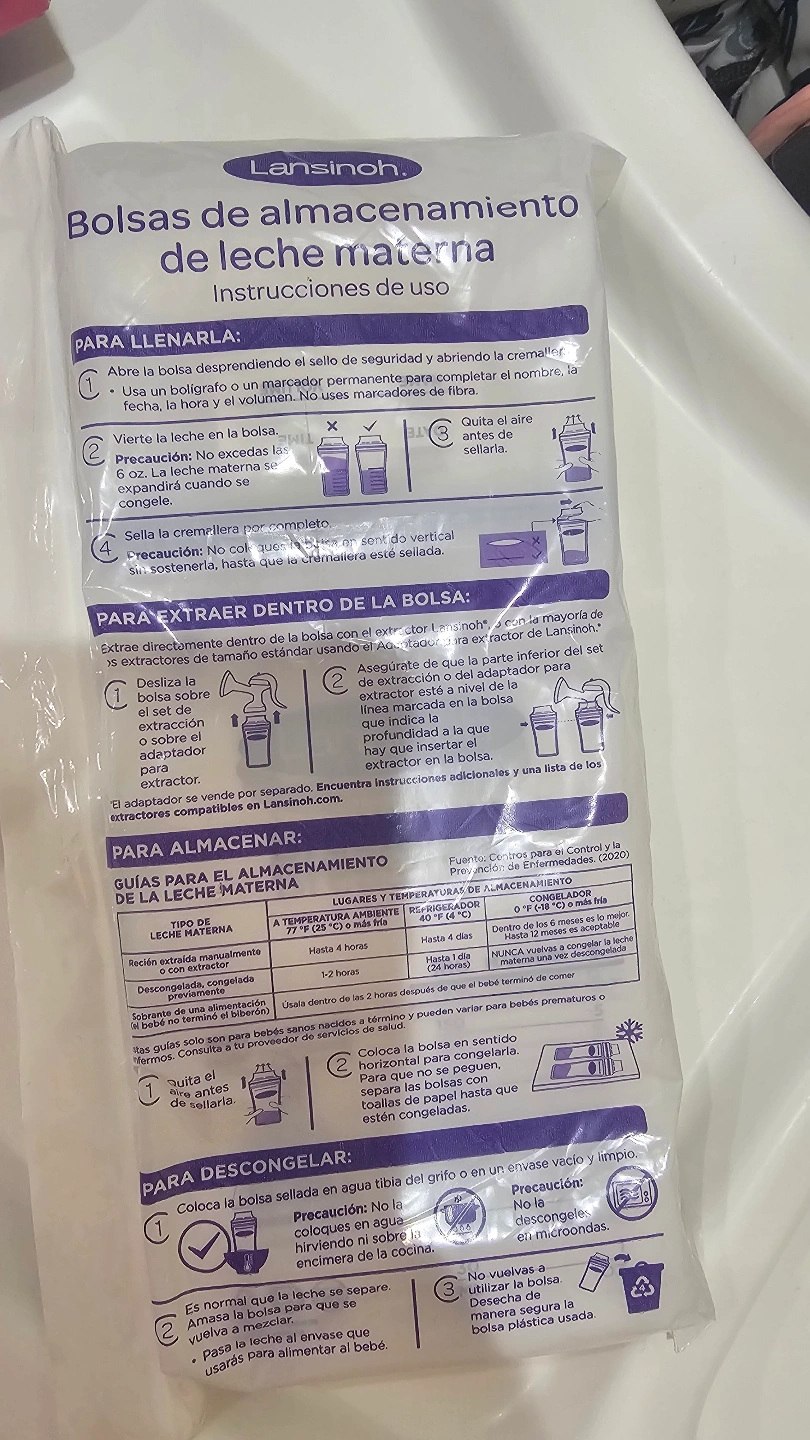 Lansinoh®
Bolsas de almacenamiento
de leche materna
Instrucciones de uso
PARA LLENARLA:
1 Abre la bolsa desprendiendo el sello de seguridad y abriendo la cremallera.
• Usa un bolígrafo o un marcador permanente para completar el nombre, la
fecha, la hora y el volumen. No uses marcadores de fibra.
2 Vierte la leche en la bolsa.
Precaución: No excedas las
6 oz. La leche materna se
expandirá cuando se
congele.
3 Quita el aire
antes de
sellarla.
4 Sella la cremallera por completo.
Precaución: No coloques la bolsa en sentido vertical
sin sostenerla, hasta que la cremallera esté sellada.
PARA EXTRAER DENTRO DE LA BOLSA:
Extrae directamente dentro de la bolsa con el extractor Lansinoh®, o con la mayoría de
os extractores de tamaño estándar usando el Adaptador para extractor de Lansinoh.*
1 Desliza la
bolsa sobre
el set de
extracción
o sobre el
adaptador
para
extractor.
2 Asegúrate de que la parte inferior del set
de extracción o del adaptador para
extractor esté a nivel de la
línea marcada en la bolsa
que indica la
profundidad a la que
hay que insertar el
extractor en la bolsa.
*El adaptador se vende por separado. Encuentra instrucciones adicionales y una lista de los
extractores compatibles en Lansinoh.com.
PARA ALMACENAR:
GUÍAS PARA EL ALMACENAMIENTO
DE LA LECHE MATERNA
Fuente: Centros para el Control y la
Prevención de Enfermedades. (2020)
LUGARES Y TEMPERATURAS DE ALMACENAMIENTO
TIPO DE
LECHE MATERNA
A TEMPERATURA AMBIENTE
77 °F (25 °C) o más fría
REFRIGERADOR
40 °F (4 °C)
CONGELADOR
0 °F (-18 °C) o más fría
Recién extraída manualmente
o con extractor
Hasta 4 horas
Hasta 4 días
Dentro de los 6 meses es lo mejor.
Hasta 12 meses es aceptable
Descongelada, congelada
previamente
1-2 horas
Hasta 1 día
(24 horas)
NUNCA vuelvas a congelar la leche
materna una vez descongelada
Sobrante de una alimentación
(el bebé no terminó el biberón)
Úsala dentro de las 2 horas después de que el bebé terminó de comer
stas guías solo son para bebés sanos nacidos a término y pueden variar para bebés prematuros o
nfermos. Consulta a tu proveedor de servicios de salud.
1 Quita el
aire antes
de sellarla.
2 Coloca la bolsa en sentido
horizontal para congelarla.
Para que no se peguen,
separa las bolsas con
toallas de papel hasta que
estén congeladas.
PARA DESCONGELAR:
1 Coloca la bolsa sellada en agua tibia del grifo o en un envase vacío y limpio.
Precaución: No la
coloques en agua
hirviendo ni sobre la
encimera de la cocina.
Precaución:
No la
descongeles
en microondas.
2 Es normal que la leche se separe.
Amasa la bolsa para que se
vuelva a mezclar.
• Pasa la leche al envase que
usarás para alimentar al bebé.
3 No vuelvas a
utilizar la bolsa.
Desecha de
manera segura la
bolsa plástica usada.
4